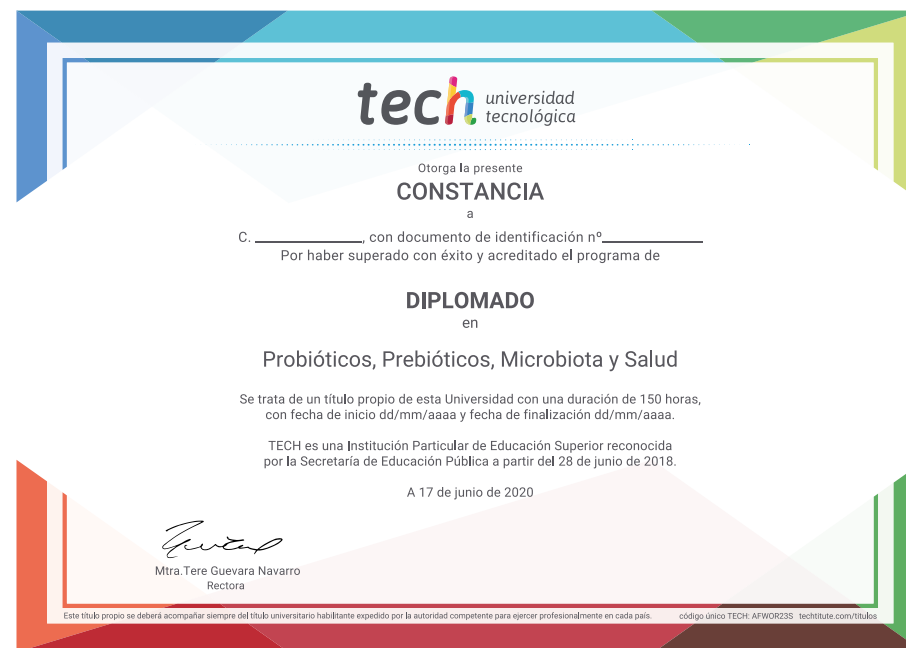 tech universidad
tecnológica
Otorga la presente
CONSTANCIA
a
C. ______________, con documento de identificación nº______________
Por haber superado con éxito y acreditado el programa de
DIPLOMADO
en
Probióticos, Prebióticos, Microbiota y Salud
Se trata de un título propio de esta Universidad con una duración de 150 horas,
con fecha de inicio dd/mm/aaaa y fecha de finalización dd/mm/aaaa.
TECH es una Institución Particular de Educación Superior reconocida
por la Secretaría de Educación Pública a partir del 28 de junio de 2018.
A 17 de junio de 2020
Mtra.Tere Guevara Navarro
Rectora
Este título propio se deberá acompañar siempre del título universitario habilitante expedido por la autoridad competente para ejercer profesionalmente en cada país. código único TECH: AFWOR23S techtitute.com/titulos